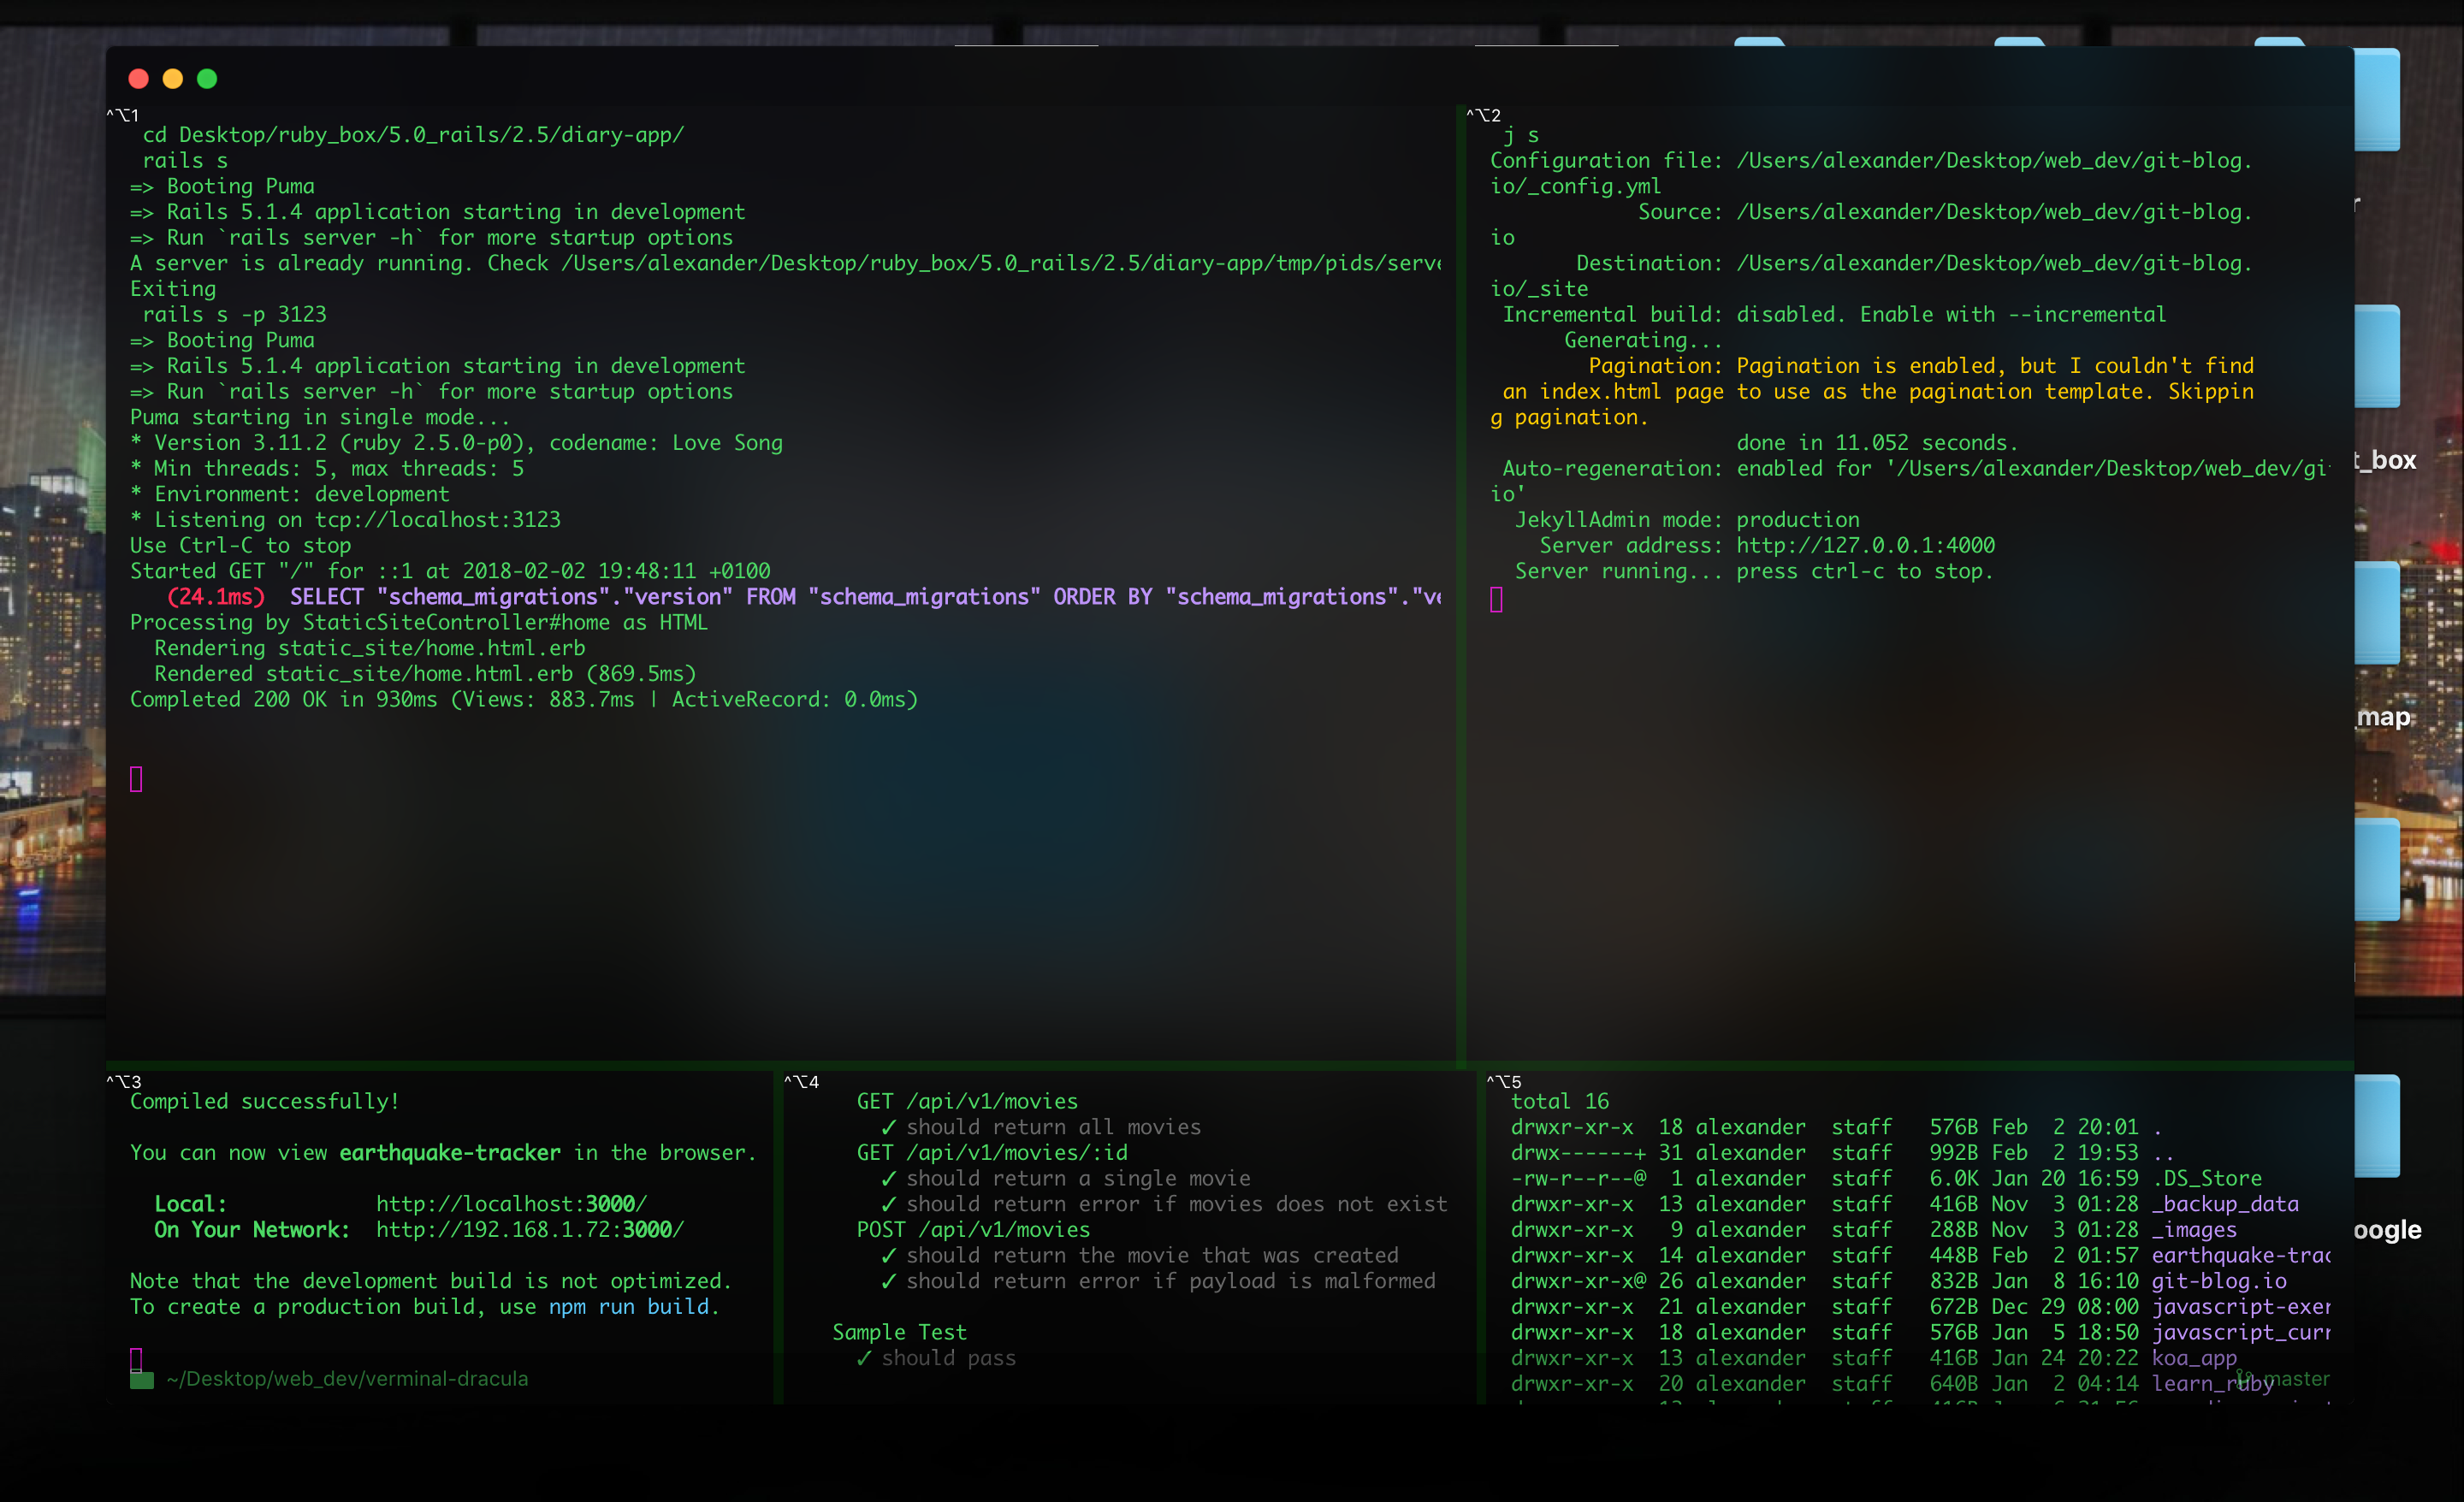 ^⌥1
cd Desktop/ruby_box/5.0_rails/2.5/diary-app/
rails s
=> Booting Puma
=> Rails 5.1.4 application starting in development
=> Run `rails server -h` for more startup options
A server is already running. Check /Users/alexander/Desktop/ruby_box/5.0_rails/2.5/diary-app/tmp/pids/serve
Exiting
rails s -p 3123
=> Booting Puma
=> Rails 5.1.4 application starting in development
=> Run `rails server -h` for more startup options
Puma starting in single mode...
* Version 3.11.2 (ruby 2.5.0-p0), codename: Love Song
* Min threads: 5, max threads: 5
* Environment: development
* Listening on tcp://localhost:3123
Use Ctrl-C to stop
Started GET "/" for ::1 at 2018-02-02 19:48:11 +0100
(24.1ms)  SELECT "schema_migrations"."version" FROM "schema_migrations" ORDER BY "schema_migrations"."ve
Processing by StaticSiteController#home as HTML
Rendering static_site/home.html.erb
Rendered static_site/home.html.erb (869.5ms)
Completed 200 OK in 930ms (Views: 883.7ms | ActiveRecord: 0.0ms)
^⌥2
j s
Configuration file: /Users/alexander/Desktop/web_dev/git-blog.
io/_config.yml
Source: /Users/alexander/Desktop/web_dev/git-blog.
io
Destination: /Users/alexander/Desktop/web_dev/git-blog.
io/_site
Incremental build: disabled. Enable with --incremental
Generating...
Pagination: Pagination is enabled, but I couldn't find
an index.html page to use as the pagination template. Skippin
g pagination.
done in 11.052 seconds.
Auto-regeneration: enabled for '/Users/alexander/Desktop/web_dev/gi
io'
JekyllAdmin mode: production
Server address: http://127.0.0.1:4000
Server running... press ctrl-c to stop.
t_box
_map
oogle
^⌥3
Compiled successfully!
You can now view earthquake-tracker in the browser.
Local: http://localhost:3000/
On Your Network: http://192.168.1.72:3000/
Note that the development build is not optimized.
To create a production build, use npm run build.
~/Desktop/web_dev/verminal-dracula
^⌥4
GET /api/v1/movies
✓ should return all movies
GET /api/v1/movies/:id
✓ should return a single movie
✓ should return error if movies does not exist
POST /api/v1/movies
✓ should return the movie that was created
✓ should return error if payload is malformed
Sample Test
✓ should pass
^⌥5
total 16
drwxr-xr-x  18 alexander  staff   576B Feb  2 20:01 .
drwx------+ 31 alexander  staff   992B Feb  2 19:53 ..
-rw-r--r--@  1 alexander  staff   6.0K Jan 20 16:59 .DS_Store
drwxr-xr-x  13 alexander  staff   416B Nov  3 01:28 _backup_data
drwxr-xr-x   9 alexander  staff   288B Nov  3 01:28 _images
drwxr-xr-x  14 alexander  staff   448B Feb  2 01:57 earthquake-trac
drwxr-xr-x@ 26 alexander  staff   832B Jan  8 16:10 git-blog.io
drwxr-xr-x  21 alexander  staff   672B Dec 29 08:00 javascript-exer
drwxr-xr-x  18 alexander  staff   576B Jan  5 18:50 javascript_curr
drwxr-xr-x  13 alexander  staff   416B Jan 24 20:22 koa_app
drwxr-xr-x  20 alexander  staff   640B Jan  2 04:14 learn_ruby
master